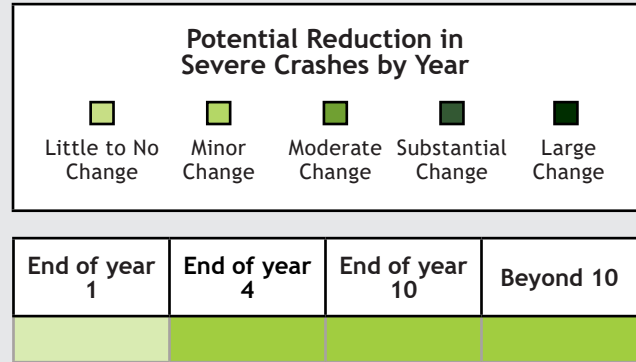 Potential Reduction in
Severe Crashes by Year
Little to No Change
Minor Change
Moderate Change
Substantial Change
Large Change
End of year 1
End of year 4
End of year 10
Beyond 10